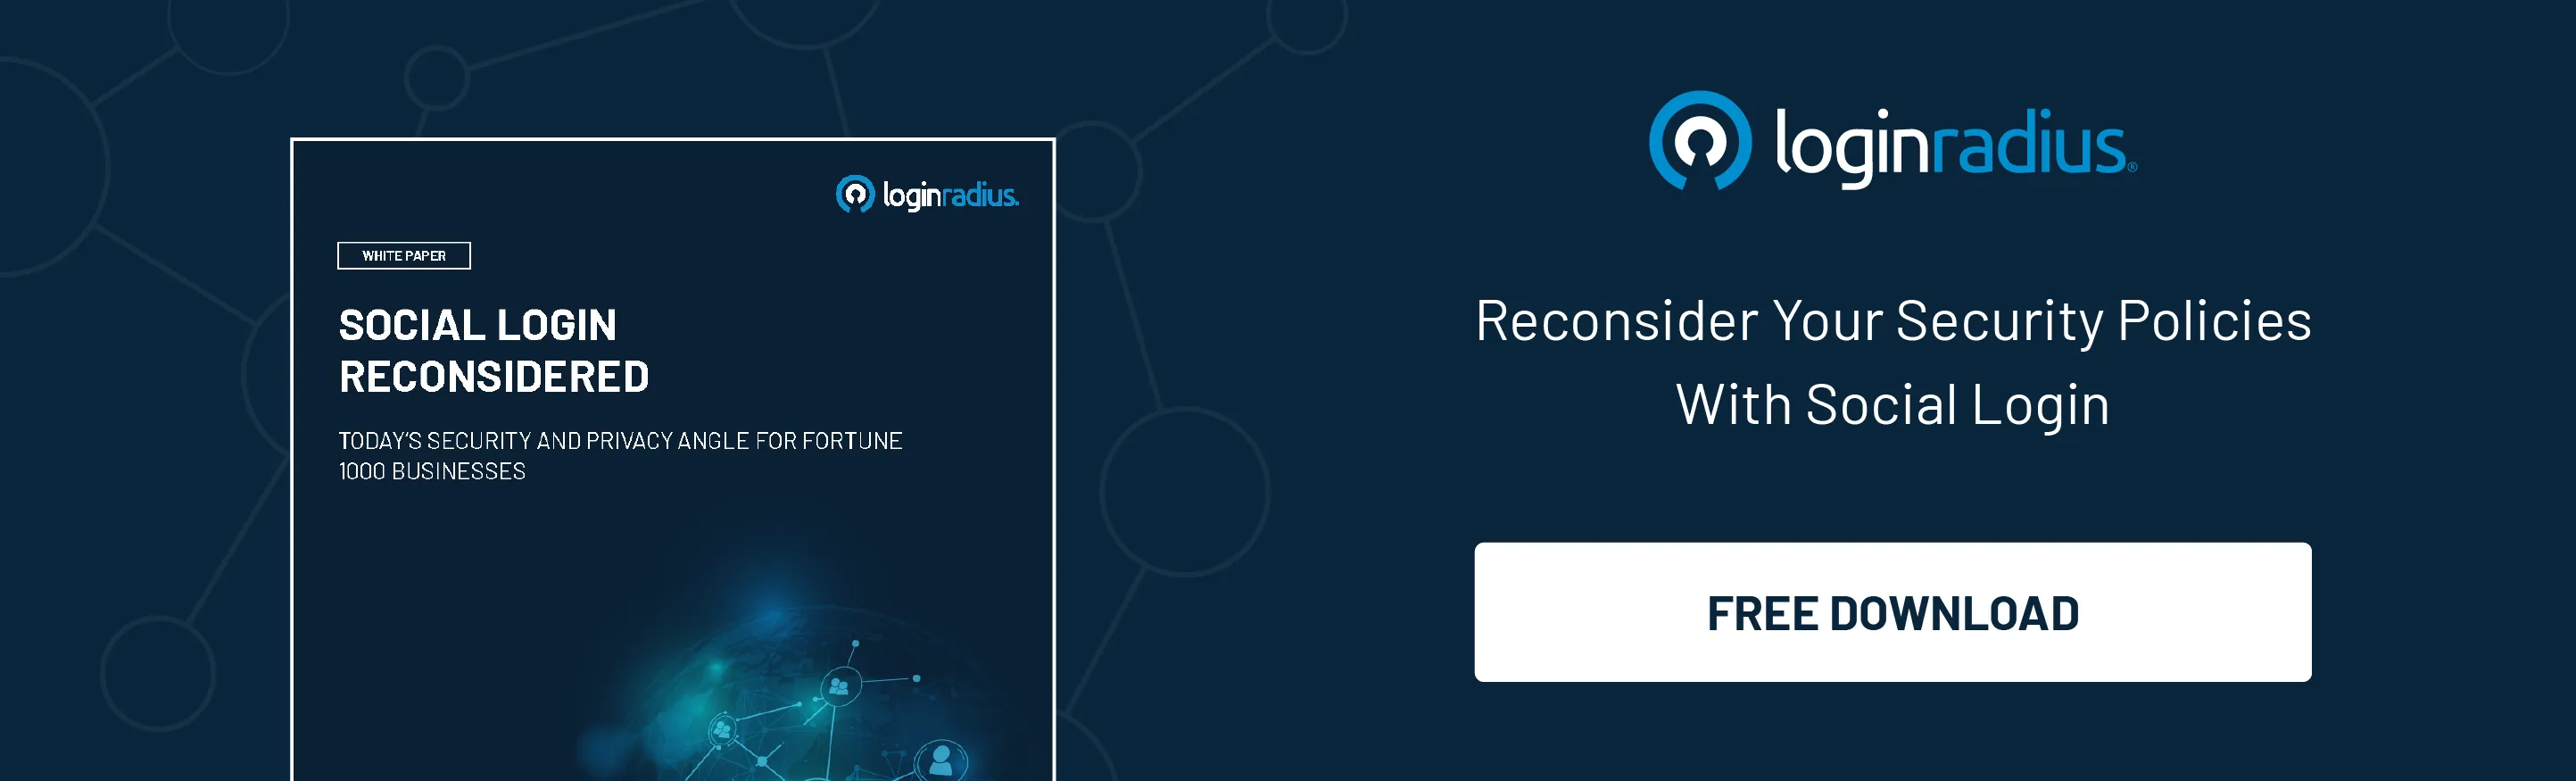 loginradius.
WHITE PAPER
SOCIAL LOGIN
RECONSIDERED
TODAY'S SECURITY AND PRIVACY ANGLE FOR FORTUNE
1000 BUSINESSES
loginradius.®
Reconsider Your Security Policies
With Social Login
FREE DOWNLOAD